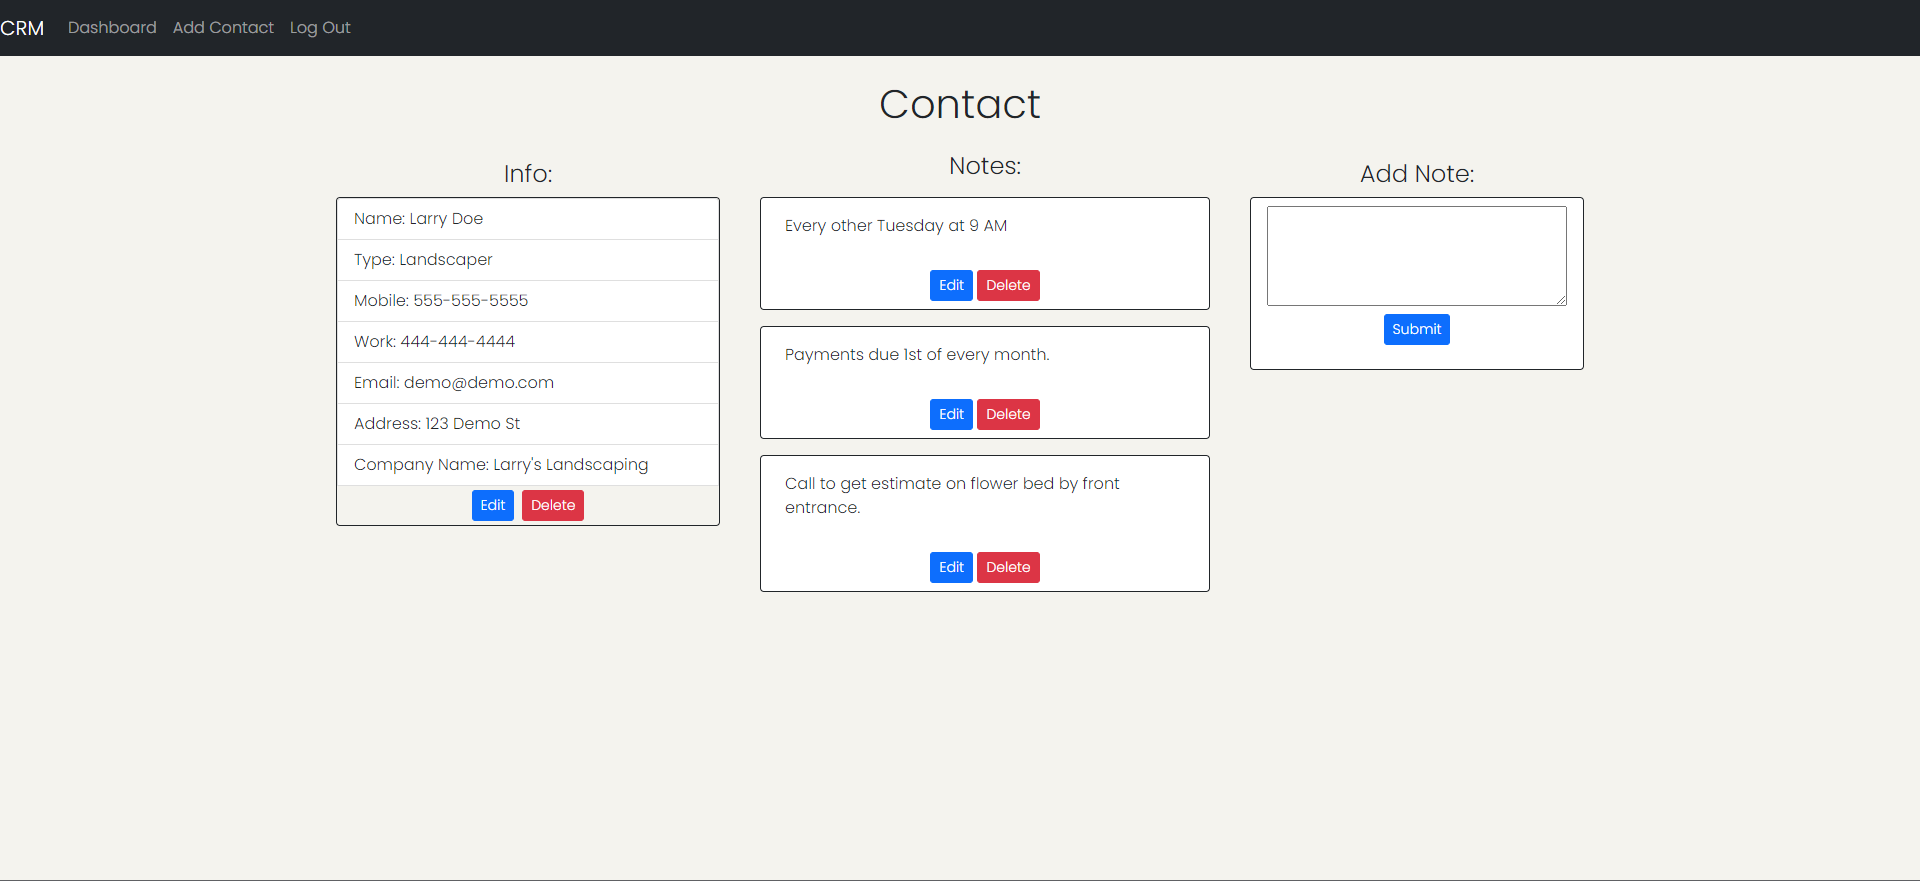 CRM Dashboard Add Contact Log Out
Contact
Info:
Name: Larry Doe
Type: Landscaper
Mobile: 555-555-5555
Work: 444-444-4444
Email: demo@demo.com
Address: 123 Demo St
Company Name: Larry's Landscaping
Edit Delete
Notes:
Every other Tuesday at 9 AM
Edit Delete
Payments due 1st of every month.
Edit Delete
Call to get estimate on flower bed by front
entrance.
Edit Delete
Add Note:
Submit